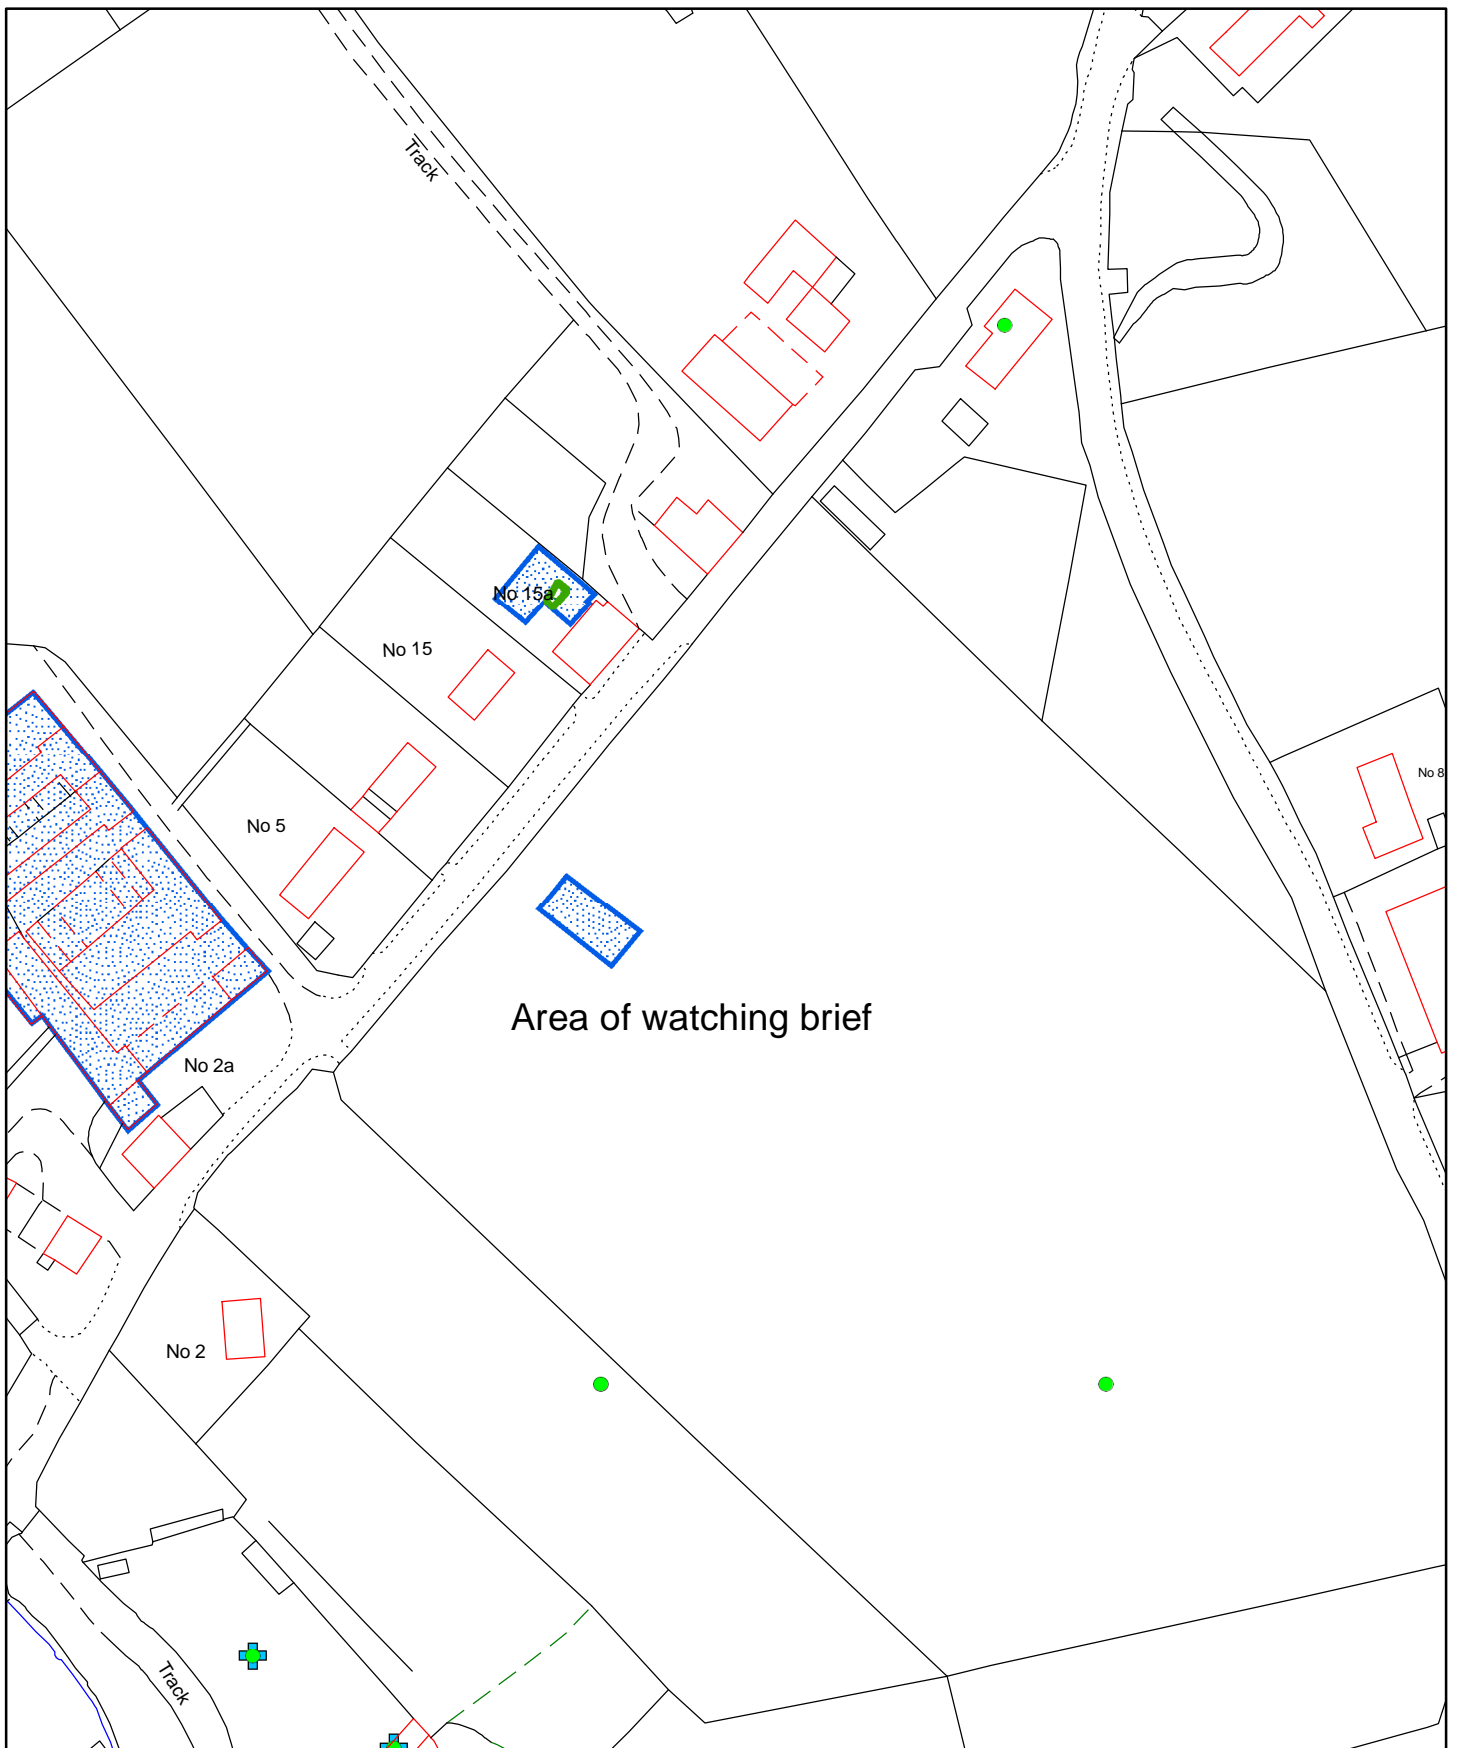 Track
No 15a
No 15
No 8
No 5
Area of watching brief
No 2a
No 2
Track